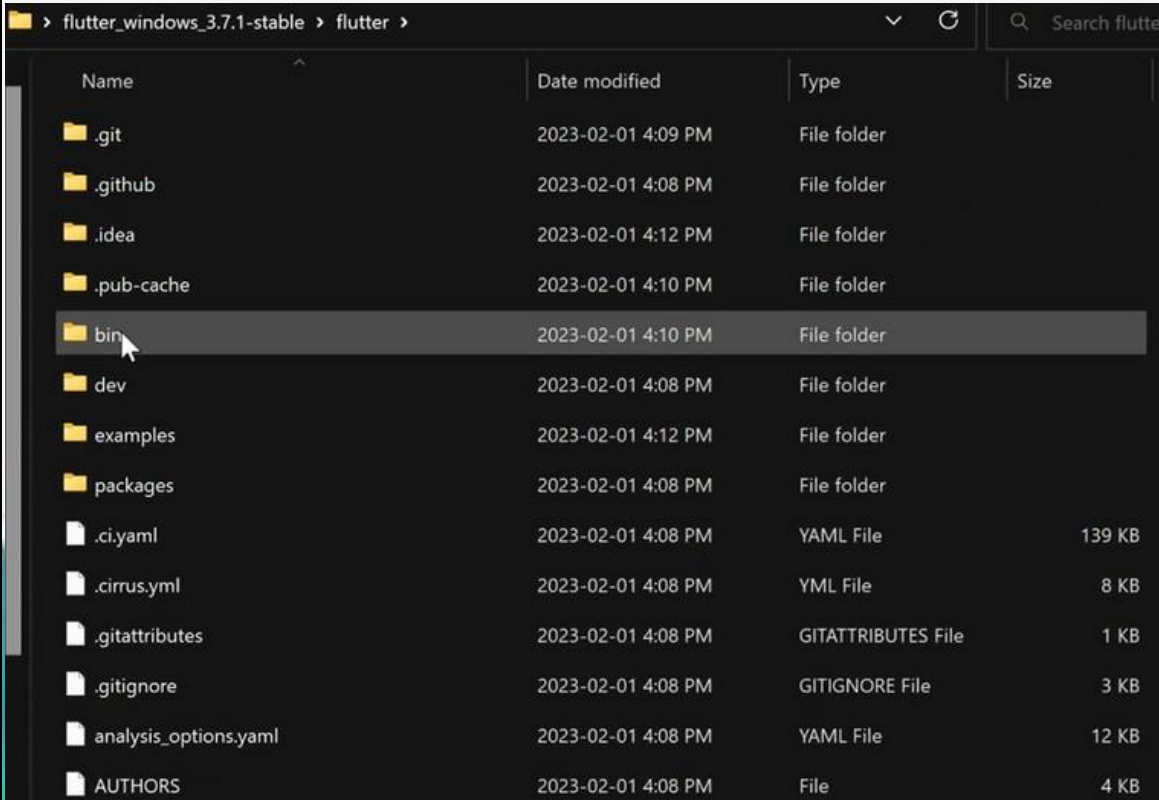 flutter_windows_3.7.1-stable > flutter >
Search flutte
Name Date modified Type Size
.git 2023-02-01 4:09 PM File folder
.github 2023-02-01 4:08 PM File folder
.idea 2023-02-01 4:12 PM File folder
.pub-cache 2023-02-01 4:10 PM File folder
bin 2023-02-01 4:10 PM File folder
dev 2023-02-01 4:08 PM File folder
examples 2023-02-01 4:12 PM File folder
packages 2023-02-01 4:08 PM File folder
.ci.yaml 2023-02-01 4:08 PM YAML File 139 KB
.cirrus.yml 2023-02-01 4:08 PM YML File 8 KB
.gitattributes 2023-02-01 4:08 PM GITATTRIBUTES File 1 KB
.gitignore 2023-02-01 4:08 PM GITIGNORE File 3 KB
analysis_options.yaml 2023-02-01 4:08 PM YAML File 12 KB
AUTHORS 2023-02-01 4:08 PM File 4 KB